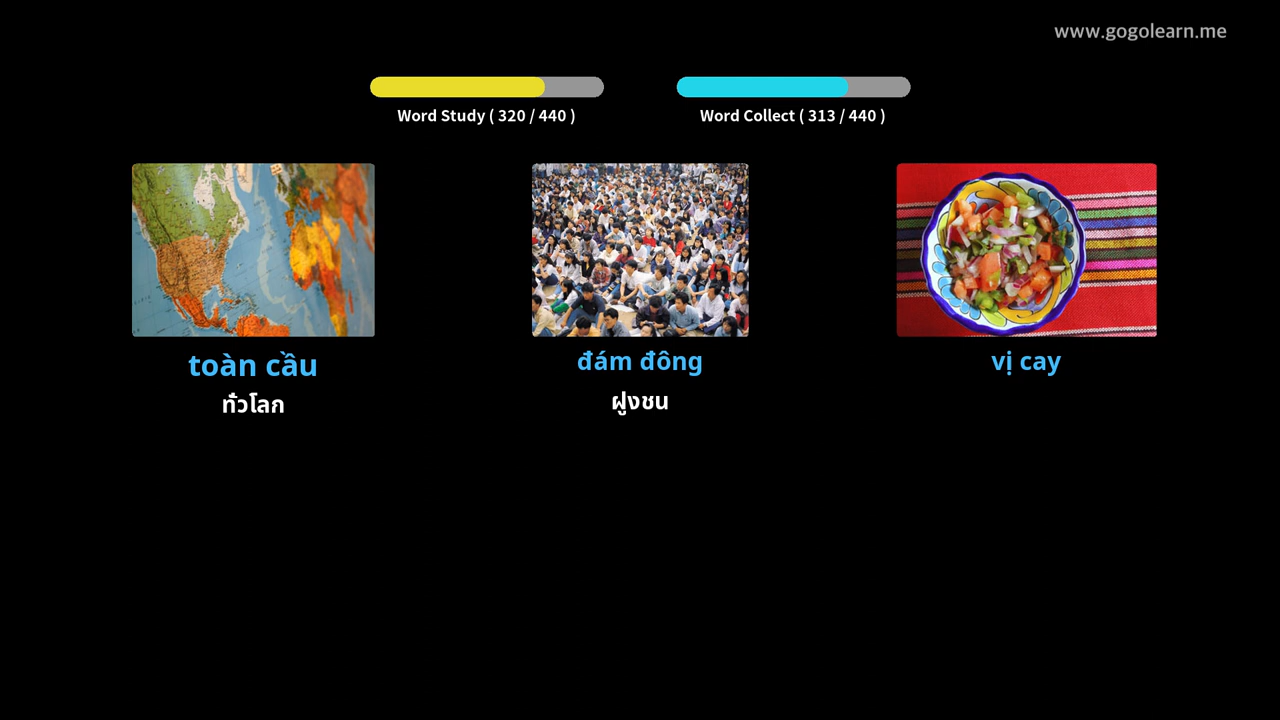 www.gogolearn.me
Word Study ( 320 / 440 )
Word Collect ( 313 / 440 )
toàn cầu
ทั่วโลก
đám đông
ฝูงชน
vị cay